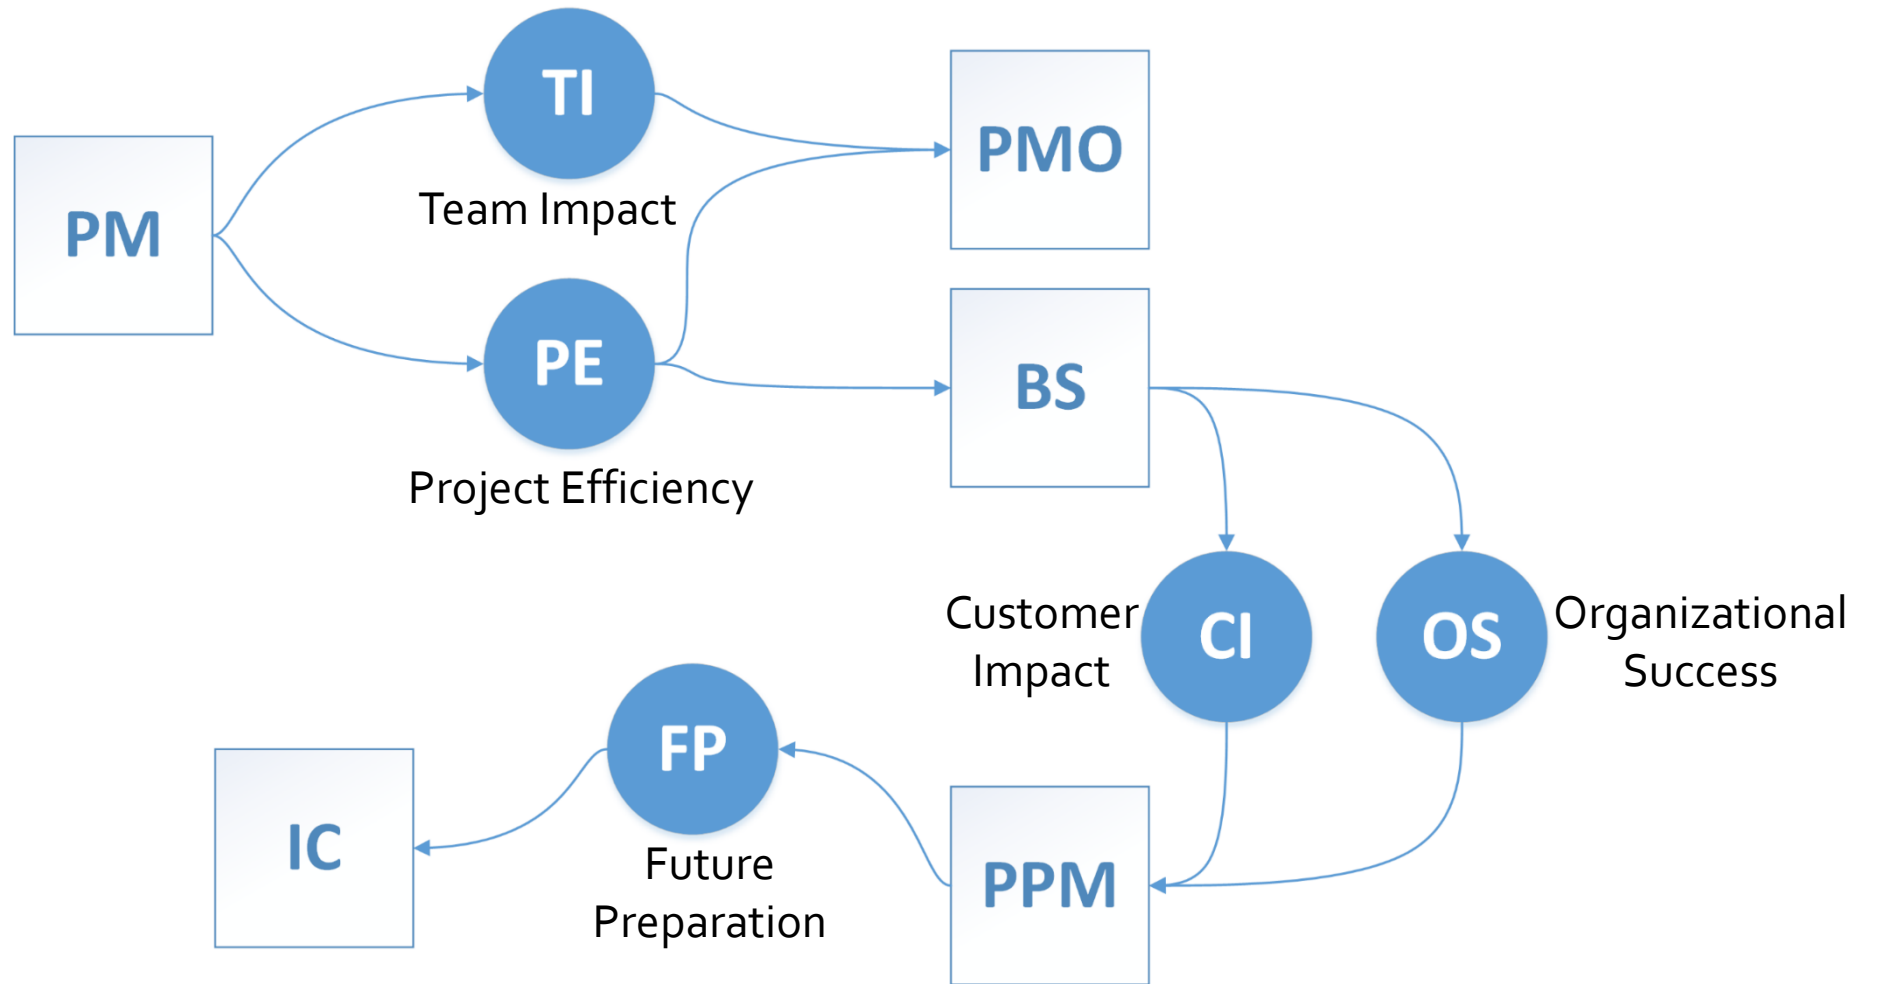 TI
PMO
PM
Team Impact
PE
BS
Project Efficiency
Customer
Impact
CI
OS
Organizational
Success
FP
IC
Future
Preparation
PPM